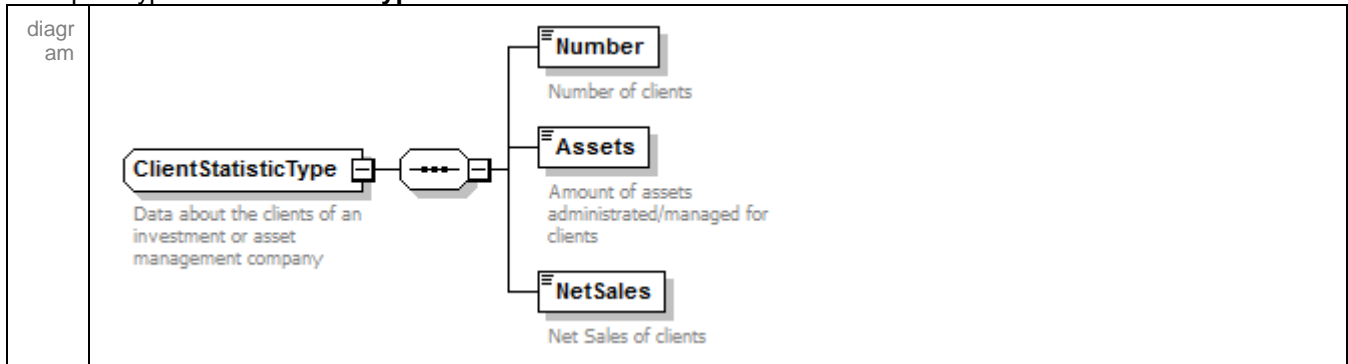 diagr
am
Number
Number of clients
Assets
Amount of assets
administrated/managed for
clients
ClientStatisticType
Data about the clients of an
investment or asset
management company
NetSales
Net Sales of clients